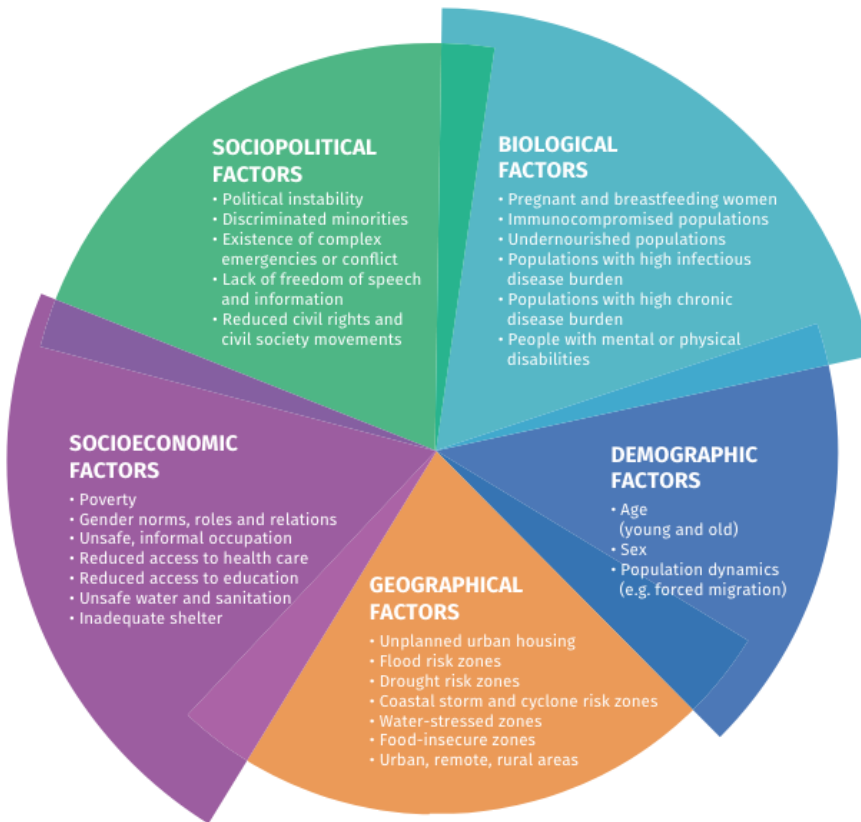 SOCIOPOLITICAL
FACTORS
• Political instability
• Discriminated minorities
• Existence of complex
emergencies or conflict
• Lack of freedom of speech
and information
• Reduced civil rights and
civil society movements
BIOLOGICAL
FACTORS
• Pregnant and breastfeeding women
• Immunocompromised populations
• Undernourished populations
• Populations with high infectious
disease burden
• Populations with high chronic
disease burden
• People with mental or physical
disabilities
SOCIOECONOMIC
FACTORS
• Poverty
• Gender norms, roles and relations
• Unsafe, informal occupation
• Reduced access to health care
• Reduced access to education
• Unsafe water and sanitation
• Inadequate shelter
DEMOGRAPHIC
FACTORS
• Age
(young and old)
• Sex
• Population dynamics
(e.g. forced migration)
GEOGRAPHICAL
FACTORS
• Unplanned urban housing
• Flood risk zones
• Drought risk zones
• Coastal storm and cyclone risk zones
• Water-stressed zones
• Food-insecure zones
• Urban, remote, rural areas